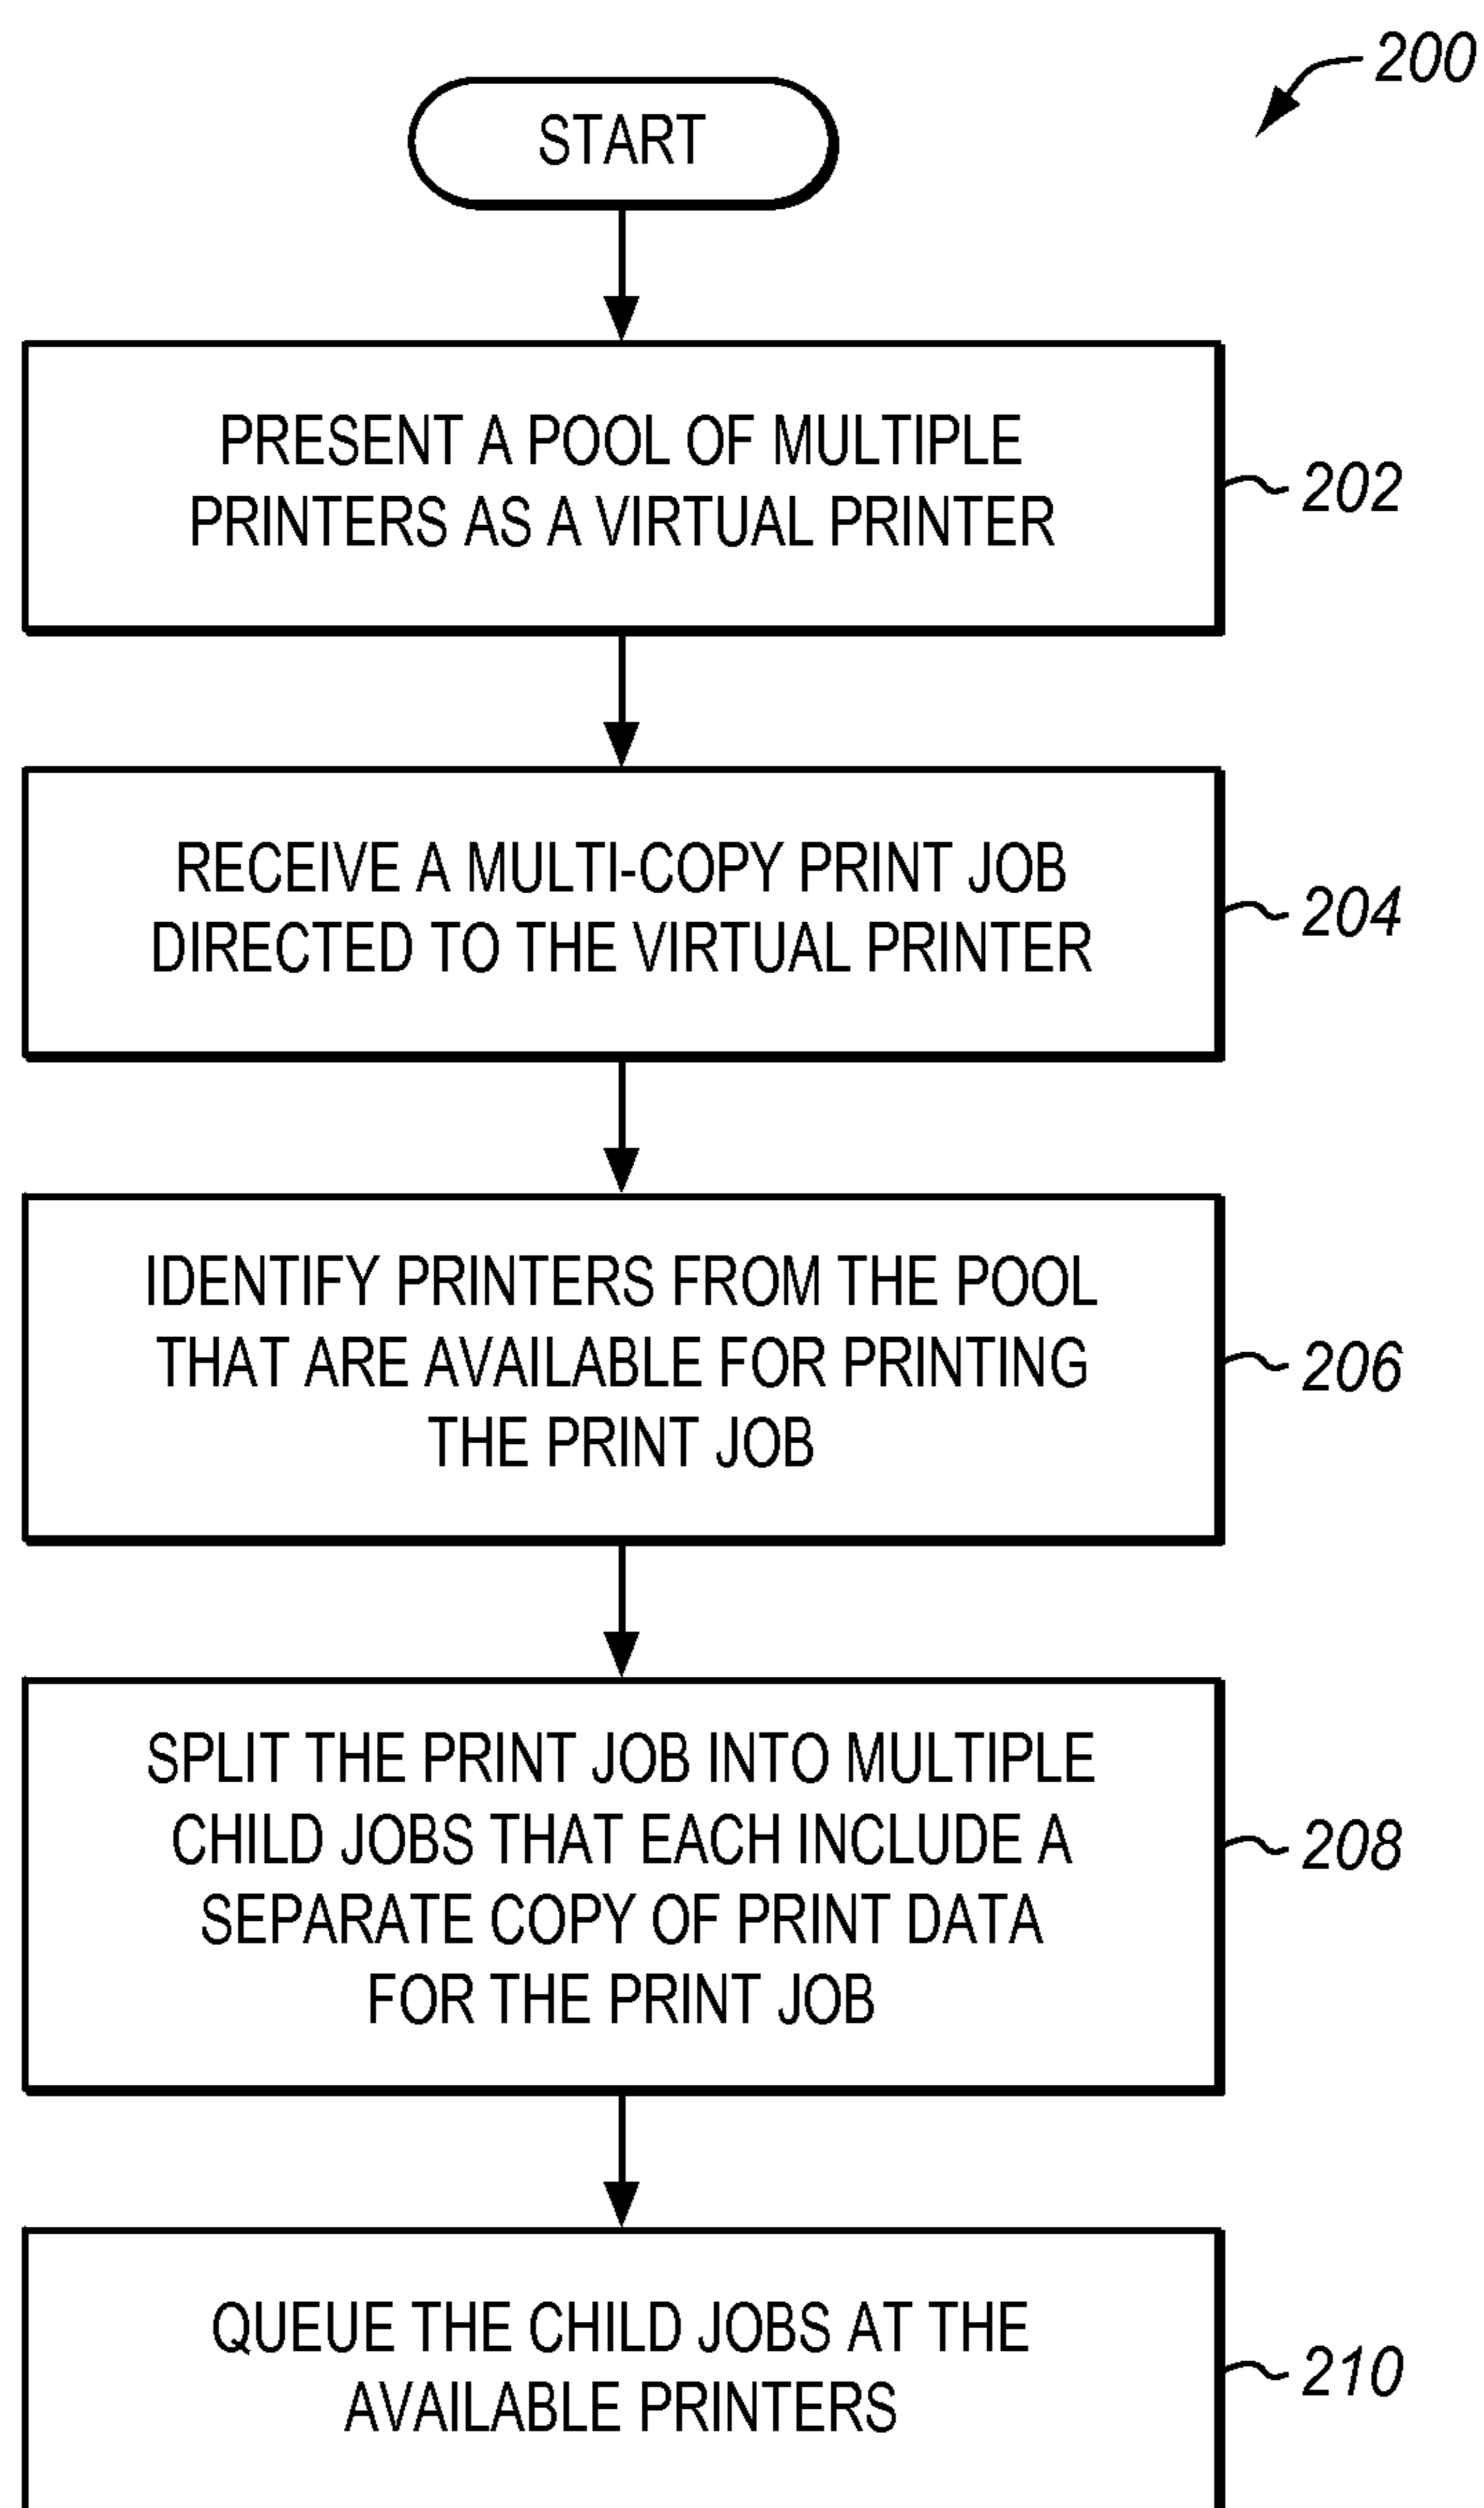 200
START
PRESENT A POOL OF MULTIPLE
PRINTERS AS A VIRTUAL PRINTER
202
RECEIVE A MULTI-COPY PRINT JOB
DIRECTED TO THE VIRTUAL PRINTER
204
IDENTIFY PRINTERS FROM THE POOL
THAT ARE AVAILABLE FOR PRINTING
THE PRINT JOB
206
SPLIT THE PRINT JOB INTO MULTIPLE
CHILD JOBS THAT EACH INCLUDE A
SEPARATE COPY OF PRINT DATA
FOR THE PRINT JOB
208
QUEUE THE CHILD JOBS AT THE
AVAILABLE PRINTERS
210